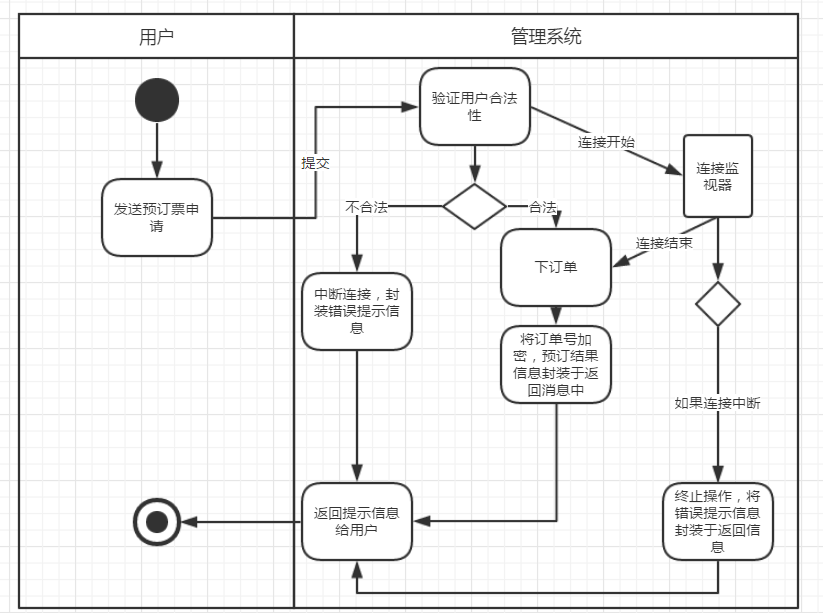 用户
管理系统
验证用户合法
性
连接开始
提交
连接监
视器
发送预订票申
请
不合法
合法
连接结束
下订单
中断连接，封
装错误提示信
息
将订单号加
密，预订结果
信息封装于返
回消息中
如果连接中断
返回提示信息
给用户
终止操作，将
错误提示信息
封装于返回信
息